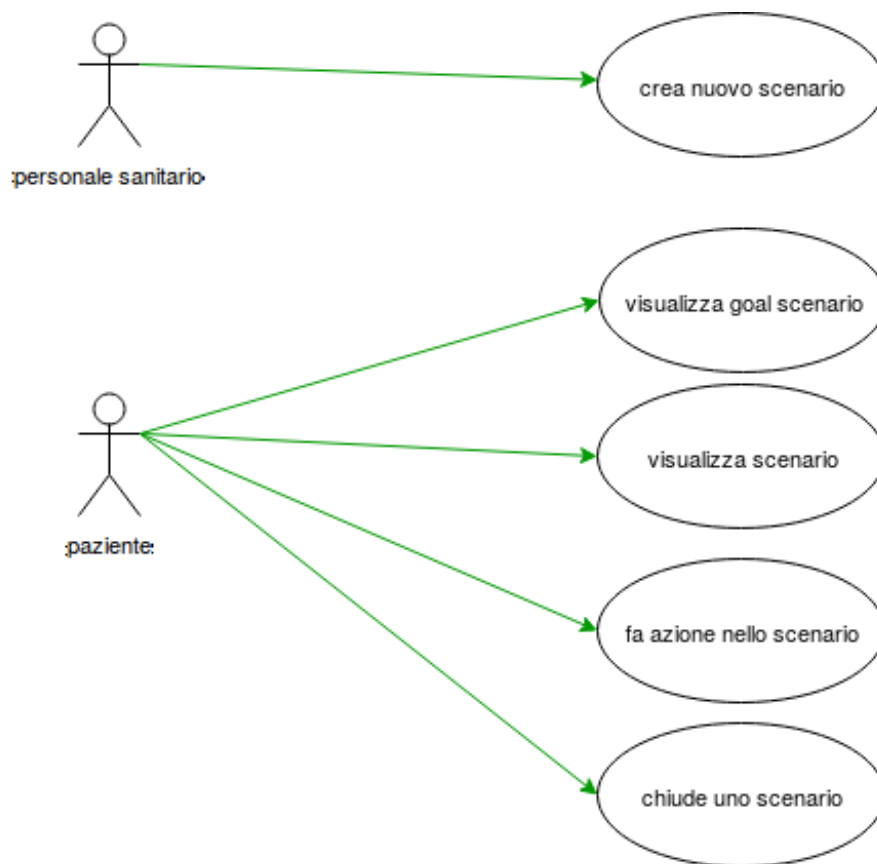 crea nuovo scenario
:personale sanitario:
visualizza goal scenario
visualizza scenario
:paziente:
fa azione nello scenario
chiude uno scenario